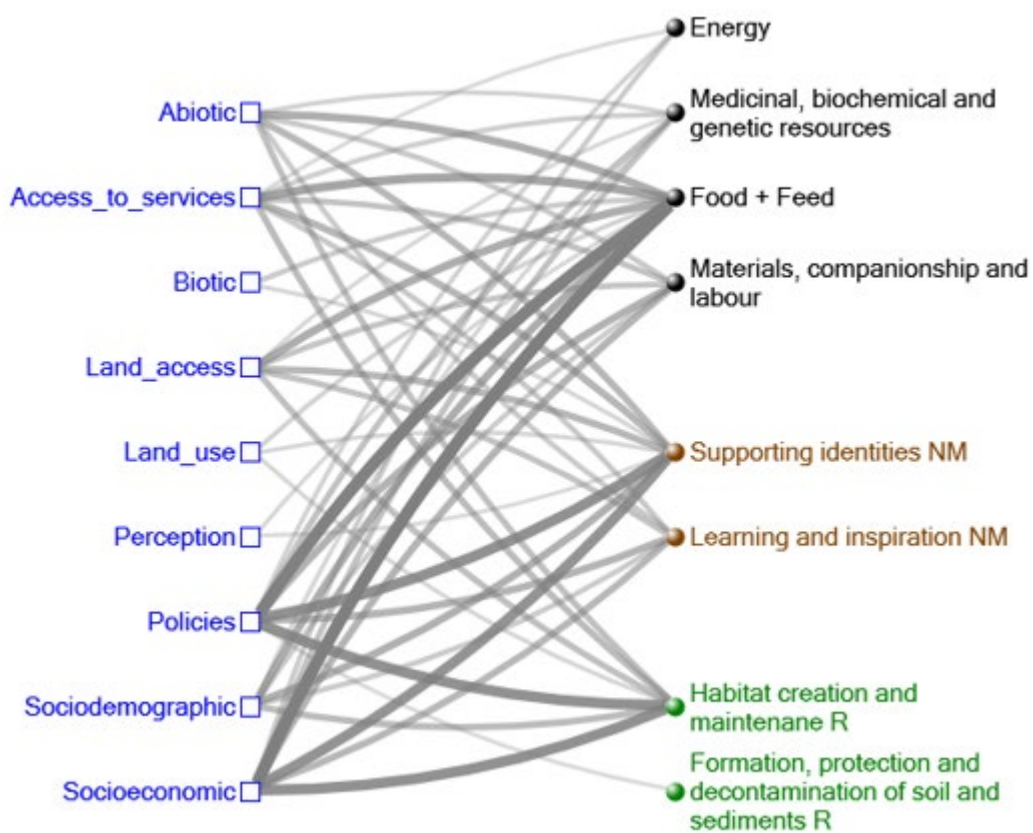 Energy
Abiotic
Medicinal, biochemical and
genetic resources
Access_to_services
Food + Feed
Biotic
Materials, companionship and
labour
Land_access
Land_use
Supporting identities NM
Perception
Learning and inspiration NM
Policies
Sociodemographic
Habitat creation and
maintenane R
Socioeconomic
Formation, protection and
decontamination of soil and
sediments R